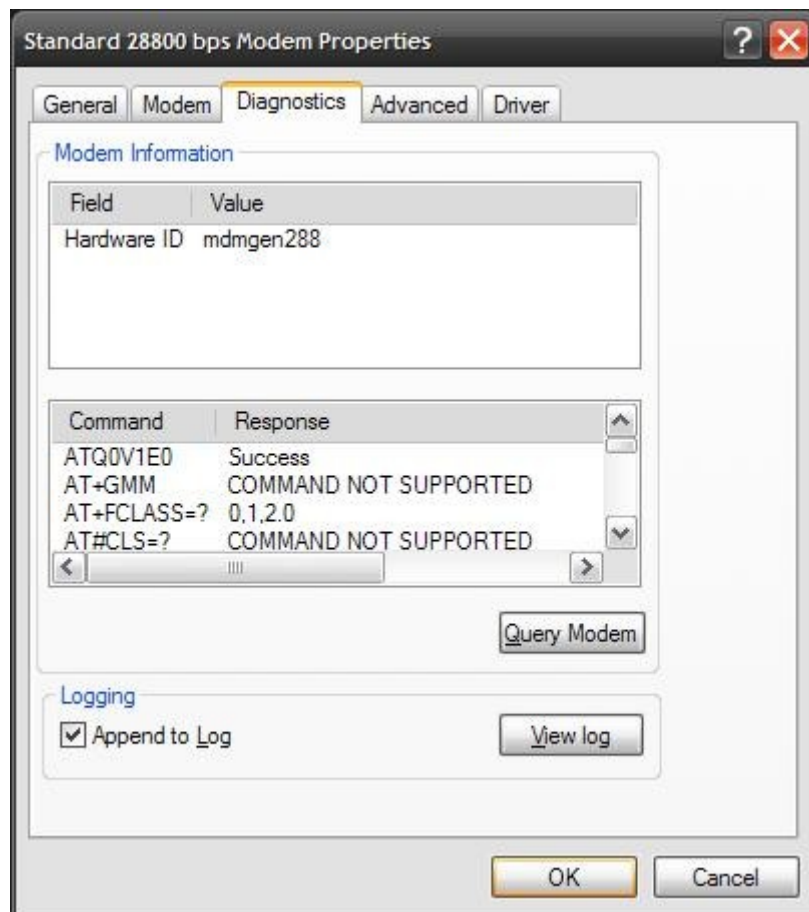 Standard 28800 bps Modem Properties
?
General Modem Diagnostics Advanced Driver
Modem Information
Field Value
Hardware ID mdmgen288
Command Response
ATQ0V1E0 Success
AT+GMM COMMAND NOT SUPPORTED
AT+FCLASS=? 0,1,2.0
AT#CLS=? COMMAND NOT SUPPORTED
Query Modem
Logging
Append to Log View log
OK Cancel